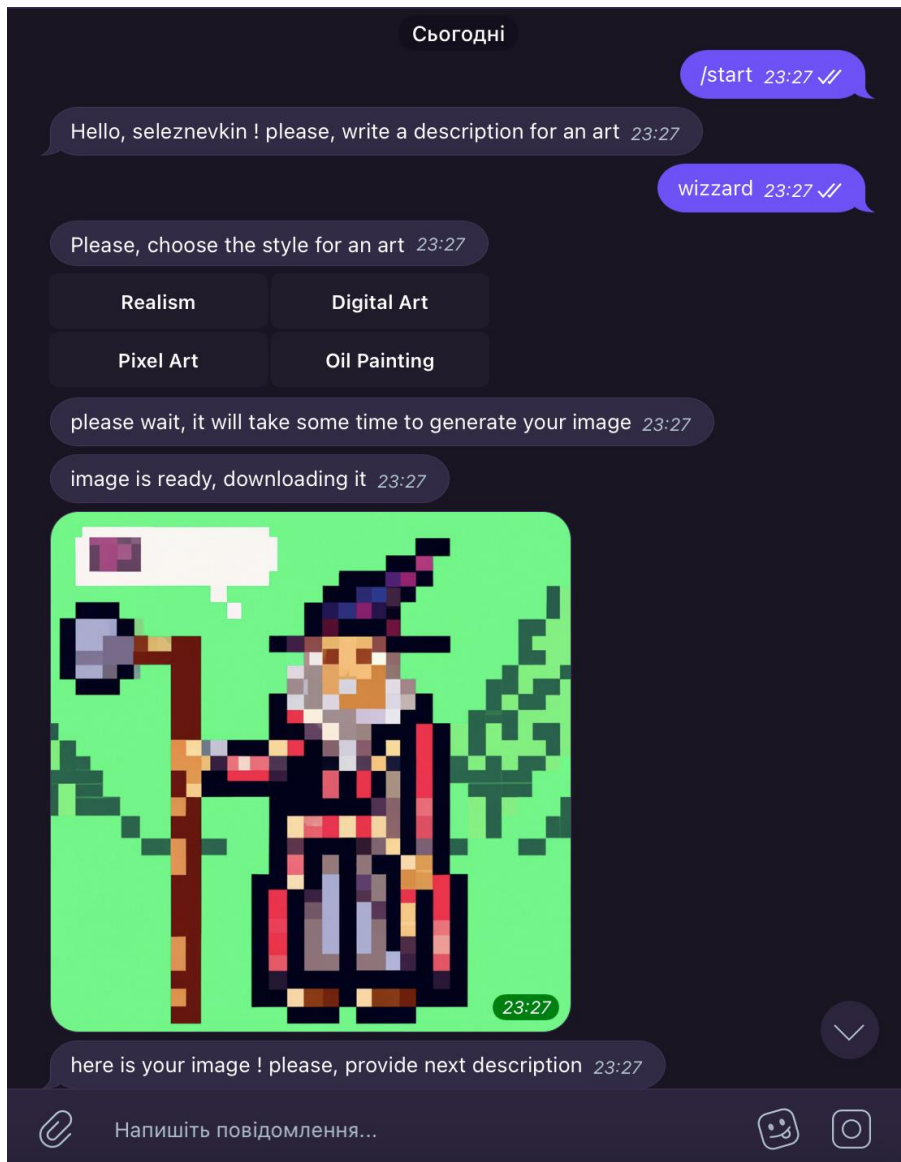 Сьогодні
/start 23:27
Hello, seleznevkin ! please, write a description for an art 23:27
wizzard 23:27
Please, choose the style for an art 23:27
Realism Digital Art
Pixel Art Oil Painting
please wait, it will take some time to generate your image 23:27
image is ready, downloading it 23:27
23:27
here is your image ! please, provide next description 23:27
Напишіть повідомлення...